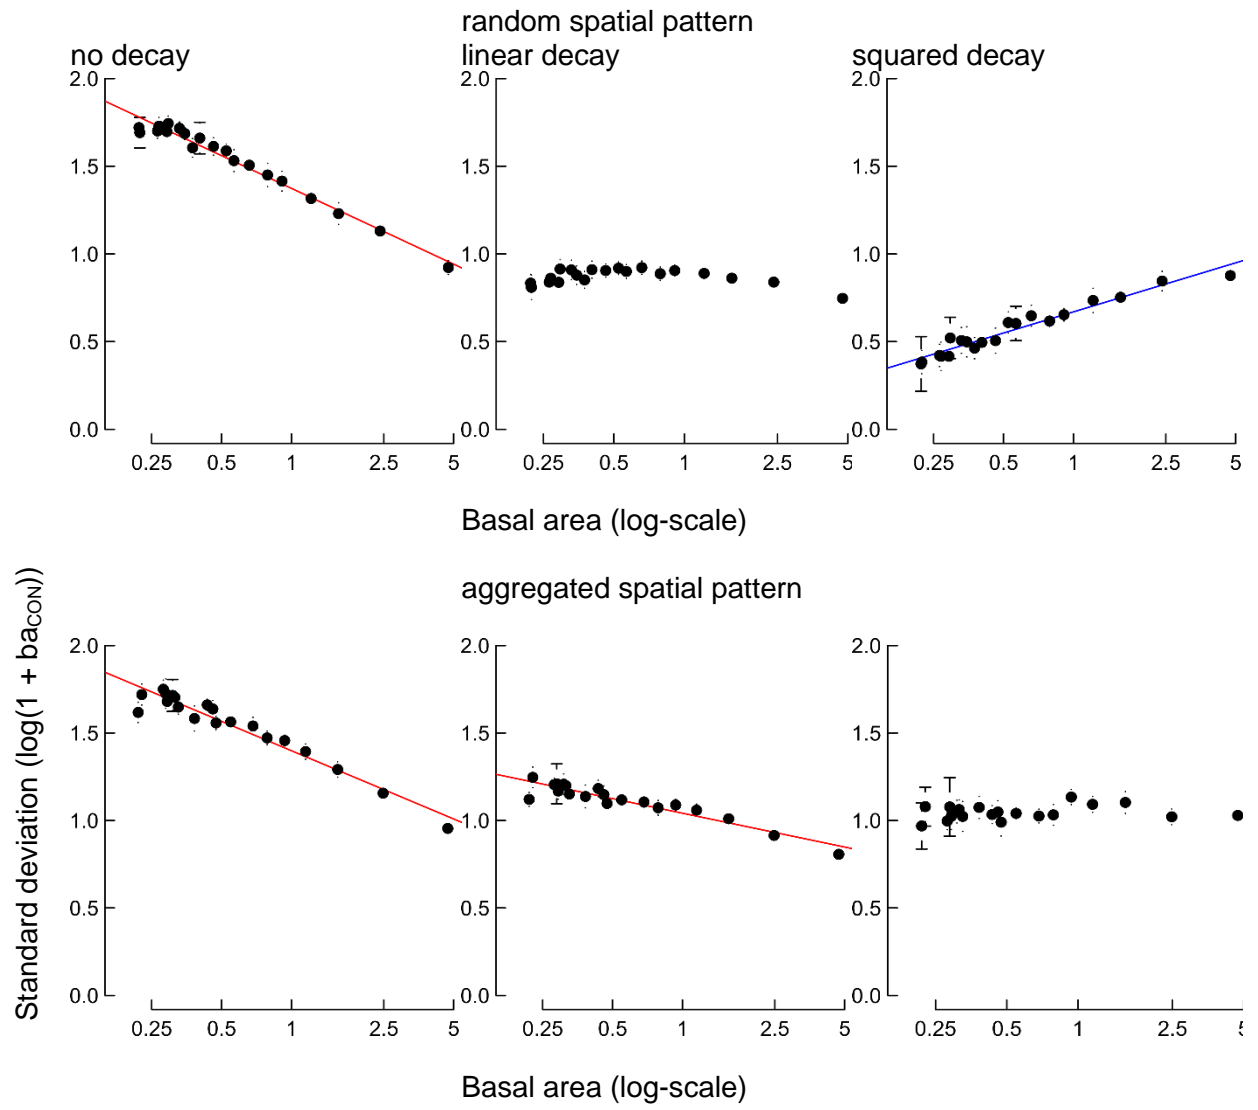 random spatial pattern
no decay linear decay squared decay
2.0 2.0 2.0
1.5 1.5 1.5
1.0 1.0 1.0
0.5 0.5 0.5
0.0 0.0 0.0
0.25 0.5 1 2.5 5 0.25 0.5 1 2.5 5 0.25 0.5 1 2.5 5
Basal area (log-scale)
Standard deviation (log(1 + baCON))
aggregated spatial pattern
2.0 2.0 2.0
1.5 1.5 1.5
1.0 1.0 1.0
0.5 0.5 0.5
0.0 0.0 0.0
0.25 0.5 1 2.5 5 0.25 0.5 1 2.5 5 0.25 0.5 1 2.5 5
Basal area (log-scale)